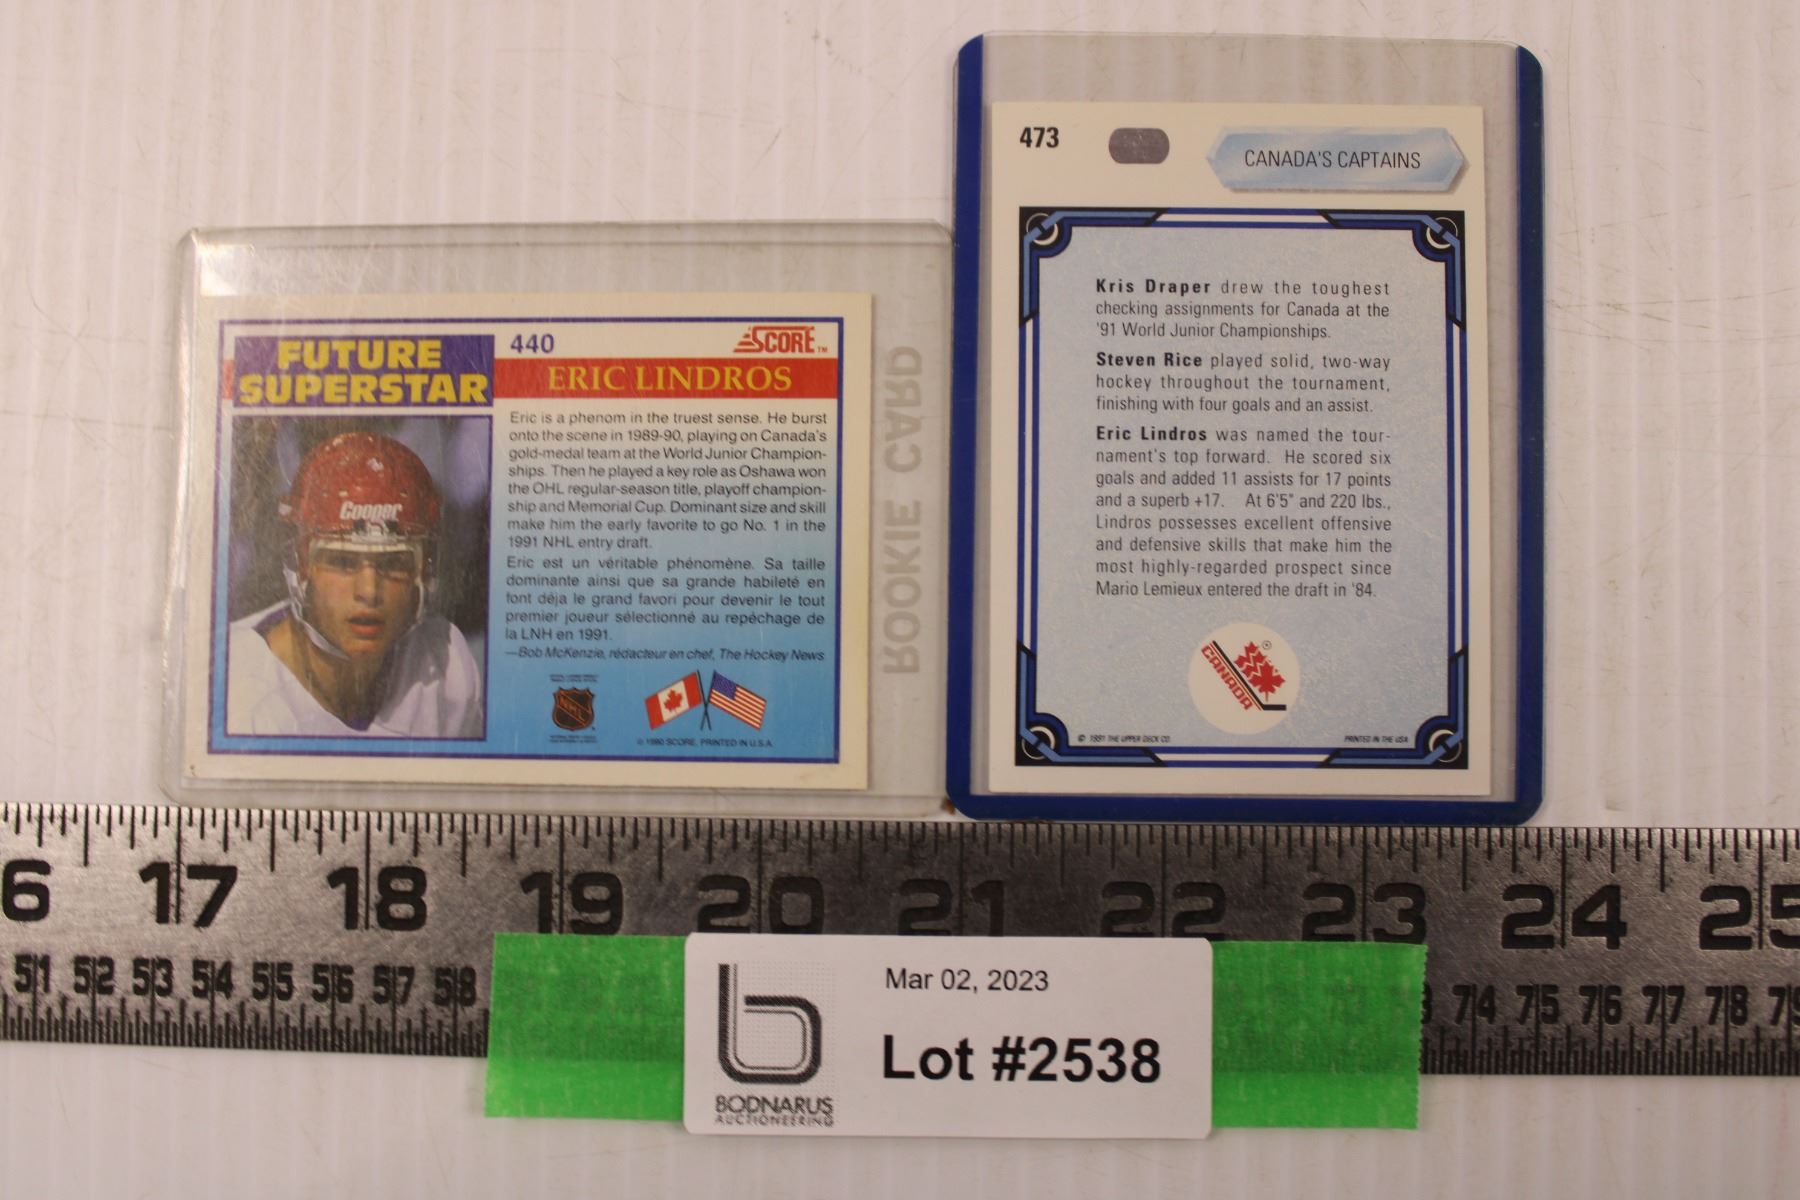 FUTURE
SUPERSTAR
440
SCORE™
ERIC LINDROS
Eric is a phenom in the truest sense. He burst
onto the scene in 1989-90, playing on Canada's
gold-medal team at the World Junior Champion-
ships. Then he played a key role as Oshawa won
the OHL regular-season title, playoff champion-
ship and Memorial Cup. Dominant size and skill
make him the early favorite to go No. 1 in the
1991 NHL entry draft.
Eric est un véritable phénomène. Sa taille
dominante ainsi que sa grande habileté en
font déja le grand favori pour devenir le tout
premier joueur sélectionné au repéchage de
la LNH en 1991.
—Bob McKenzie, rédacteur en chef, The Hockey News
Cooper
NHL
© 1990 SCORE, PRINTED IN U.S.A.
ROOKIE CARD
473
CANADA'S CAPTAINS
Kris Draper drew the toughest
checking assignments for Canada at the
'91 World Junior Championships.
Steven Rice played solid, two-way
hockey throughout the tournament,
finishing with four goals and an assist.
Eric Lindros was named the tour-
nament's top forward. He scored six
goals and added 11 assists for 17 points
and a superb +17. At 6'5" and 220 lbs.,
Lindros possesses excellent offensive
and defensive skills that make him the
most highly-regarded prospect since
Mario Lemieux entered the draft in '84.
CANADA ®
© 1991 THE UPPER DECK CO.
PRINTED IN THE USA
6 17 18 19 20 21 22 23 24 25
51 52 53 54 55 56 57 58
3 74 75 76 77 78 79
Mar 02, 2023
Lot #2538
BODNARUS
AUCTIONEERING